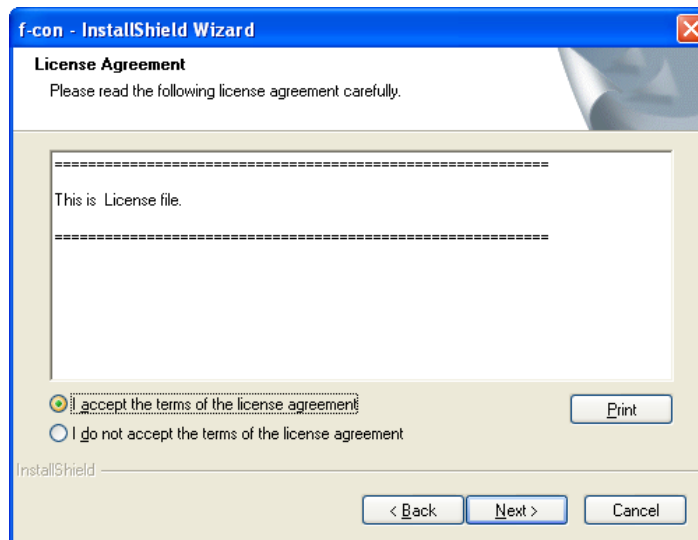 f-con - InstallShield Wizard
License Agreement
Please read the following license agreement carefully.
============================================================
This is  License file.
============================================================
I accept the terms of the license agreement
Print
I do not accept the terms of the license agreement
InstallShield
< Back
Next >
Cancel